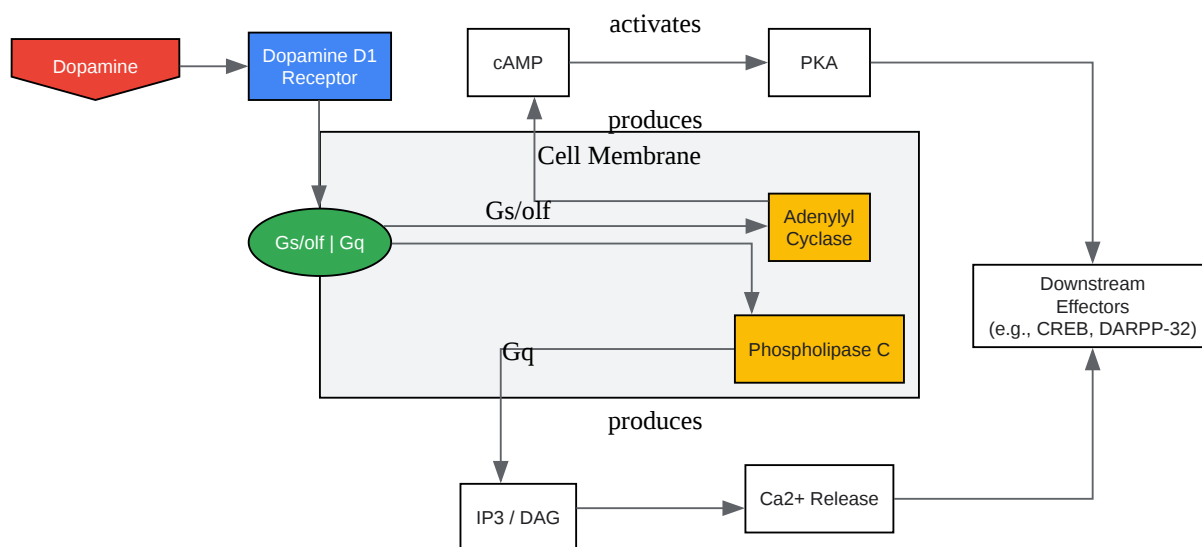 activates
Dopamine
Dopamine D1
Receptor
cAMP
PKA
produces
Cell Membrane
Gs/olf
Adenylyl
Cyclase
Gs/olf | Gq
Downstream
Effectors
(e.g., CREB, DARPP-32)
Phospholipase C
Gq
produces
Ca2+ Release
IP3 / DAG